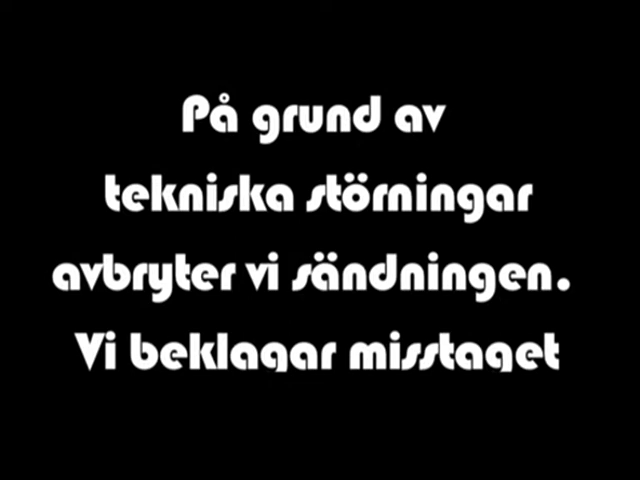 På grund av
tekniska störningar
avbryter vi sändningen.
Vi beklagar misstaget